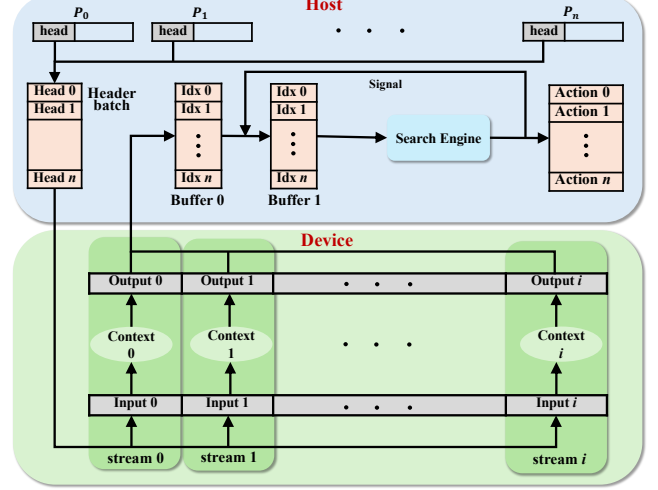 Host
P₀ P₁ Pₙ
head head . . . head
Signal
Head 0 Header Idx 0 Idx 0 Action 0
Head 1 batch Idx 1 Idx 1 Action 1
Search Engine
Head n Idx n Idx n Action n
Buffer 0 Buffer 1
Device
Output 0 Output 1 . . . Output i
Context Context . . . Context
0 1 i
Input 0 Input 1 . . . Input i
stream 0 stream 1 stream i